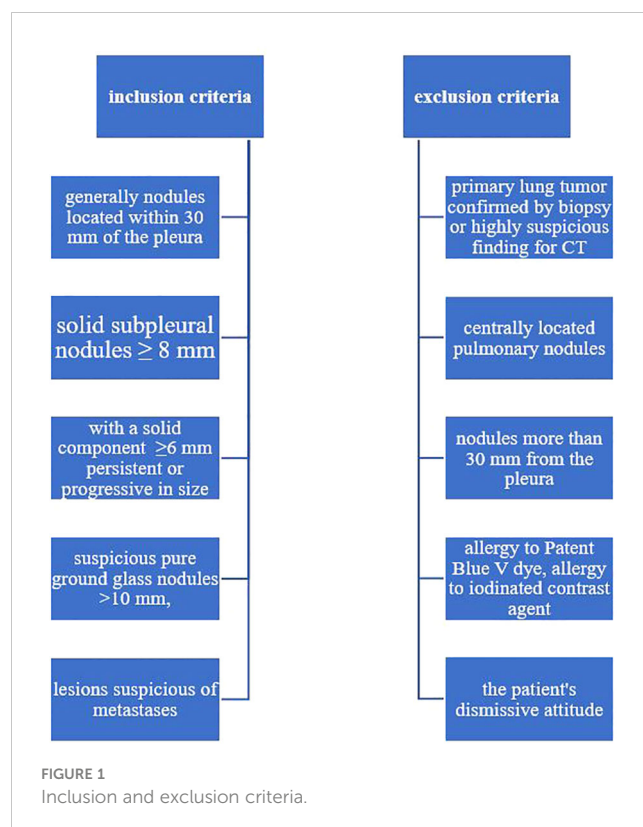 inclusion criteria
generally nodules
located within 30
mm of the pleura
solid subpleural
nodules ≥ 8 mm
with a solid
component ≥6 mm
persistent or
progressive in size
suspicious pure
ground glass nodules
>10 mm,
lesions suspicious of
metastases
exclusion criteria
primary lung tumor
confirmed by biopsy
or highly suspicious
finding for CT
centrally located
pulmonary nodules
nodules more than
30 mm from the
pleura
allergy to Patent
Blue V dye, allergy
to iodinated contrast
agent
the patient's
dismissive attitude
FIGURE 1
Inclusion and exclusion criteria.